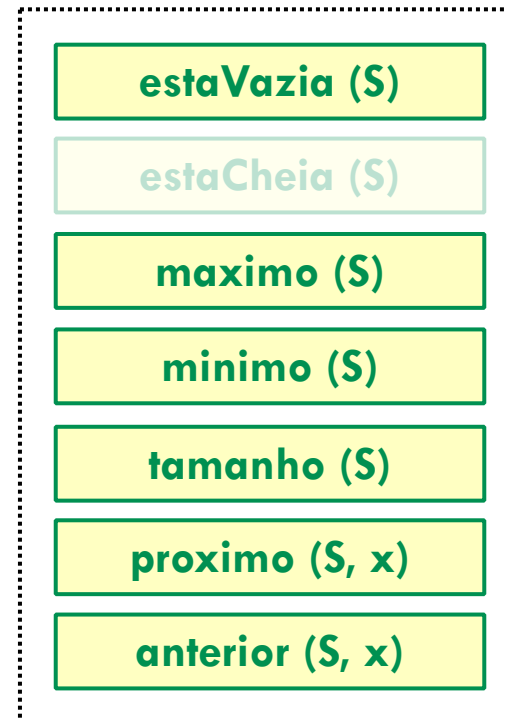 estaVazia (S)
estaCheia (S)
maximo (S)
minimo (S)
tamanho (S)
proximo (S, x)
anterior (S, x)